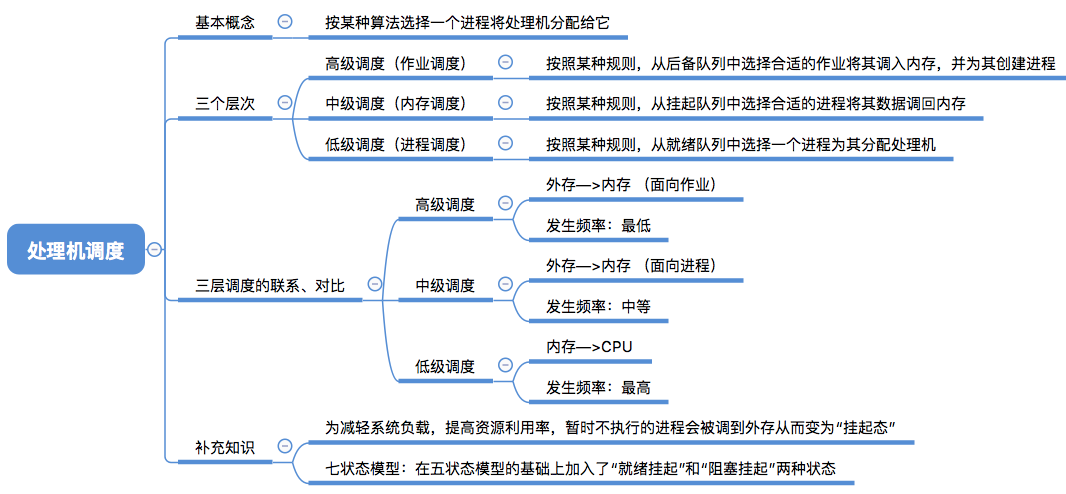 处理机调度
基本概念
按某种算法选择一个进程将处理机分配给它
三个层次
高级调度（作业调度）
按照某种规则，从后备队列中选择合适的作业将其调入内存，并为其创建进程
中级调度（内存调度）
按照某种规则，从挂起队列中选择合适的进程将其数据调回内存
低级调度（进程调度）
按照某种规则，从就绪队列中选择一个进程为其分配处理机
三层调度的联系、对比
高级调度
外存—>内存 （面向作业）
发生频率：最低
中级调度
外存—>内存 （面向进程）
发生频率：中等
低级调度
内存—>CPU
发生频率：最高
补充知识
为减轻系统负载，提高资源利用率，暂时不执行的进程会被调到外存从而变为“挂起态”
七状态模型：在五状态模型的基础上加入了“就绪挂起”和“阻塞挂起”两种状态